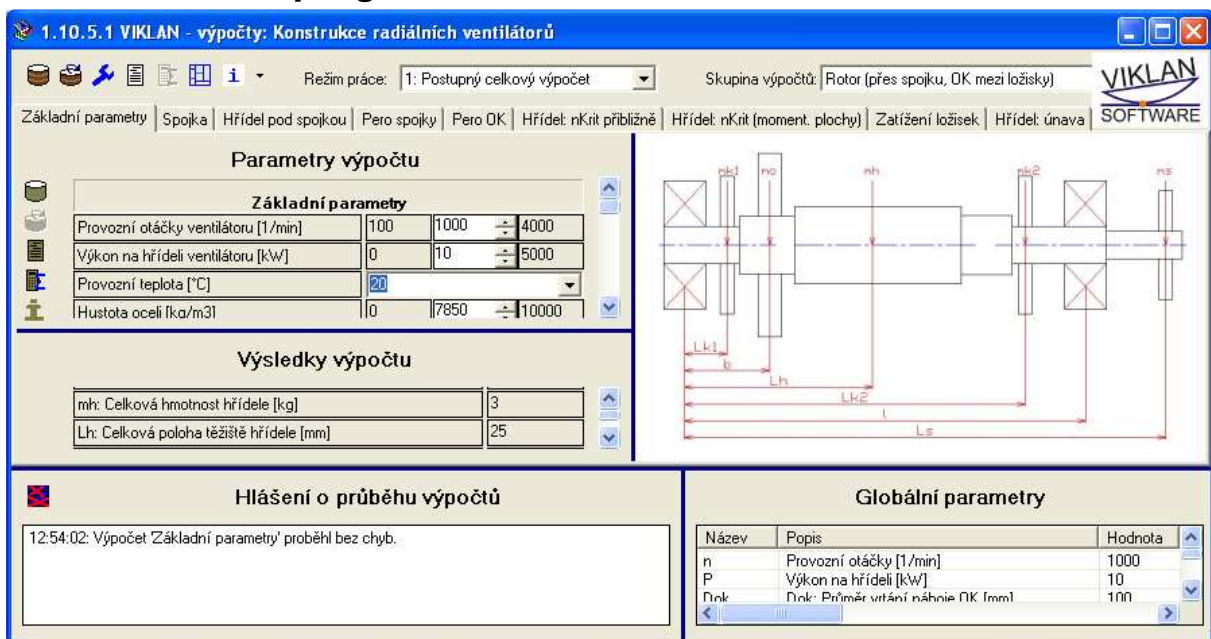 1.10.5.1 VIKLAN - výpočty: Konstrukce radiálních ventilátorů
Režim práce: 1: Postupný celkový výpočet
Skupina výpočtů: Rotor (přes spojku, OK mezi ložisky)
VIKLAN
SOFTWARE
Základní parametry Spojka Hřídel pod spojkou Pero spojky Pero OK Hřídel: nKrit přibližně Hřídel: nKrit (moment. plochy) Zatížení ložisek Hřídel: únava
Parametry výpočtu
Základní parametry
Provozní otáčky ventilátoru [1/min] 100 1000 4000
Výkon na hřídeli ventilátoru [kW] 0 10 5000
Provozní teplota [°C] 20
Hustota oceli [kg/m3] 0 7850 10000
Výsledky výpočtu
mh: Celková hmotnost hřídele [kg] 3
Lh: Celková poloha těžiště hřídele [mm] 25
mk1 mo mh mk2 ms
Lk1
b
Lh
Lk2
l
Ls
Hlášení o průběhu výpočtů
12:54:02: Výpočet 'Základní parametry' proběhl bez chyb.
Globální parametry
Název Popis Hodnota
n Provozní otáčky [1/min] 1000
P Výkon na hřídeli [kW] 10
Dok Dok: Průměr vrtání náboje OK [mm] 100